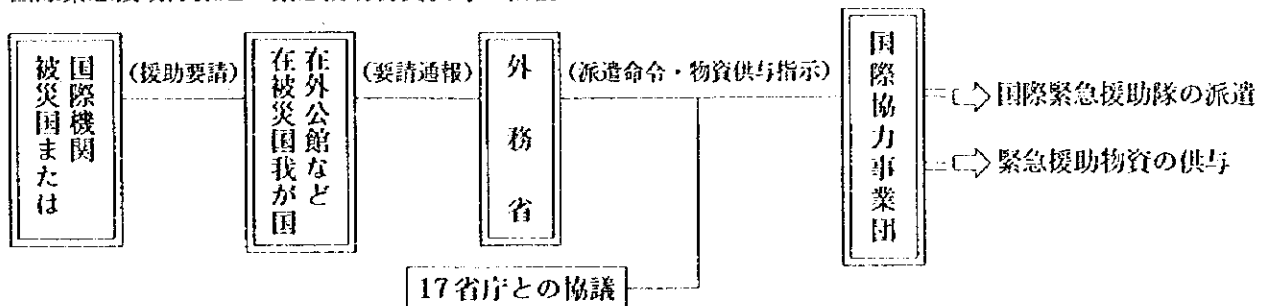 被災国または
国際機関
(援助要請)
在被災国我が国
在外公館など
(要請通報)
外務省
(派遣命令・物資供与指示)
国際協力事業団
国際緊急援助隊の派遣
緊急援助物資の供与
17省庁との協議